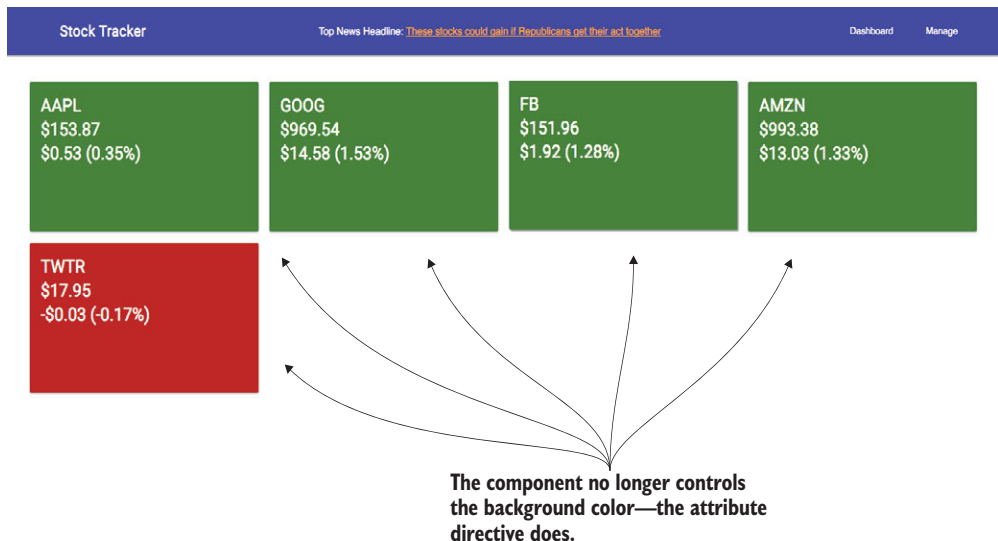 Stock Tracker
Top News Headline: These stocks could gain if Republicans get their act together
Dashboard
Manage
AAPL
$153.87
$0.53 (0.35%)
GOOG
$969.54
$14.58 (1.53%)
FB
$151.96
$1.92 (1.28%)
AMZN
$993.38
$13.03 (1.33%)
TWTR
$17.95
-$0.03 (-0.17%)
The component no longer controls
the background color—the attribute
directive does.